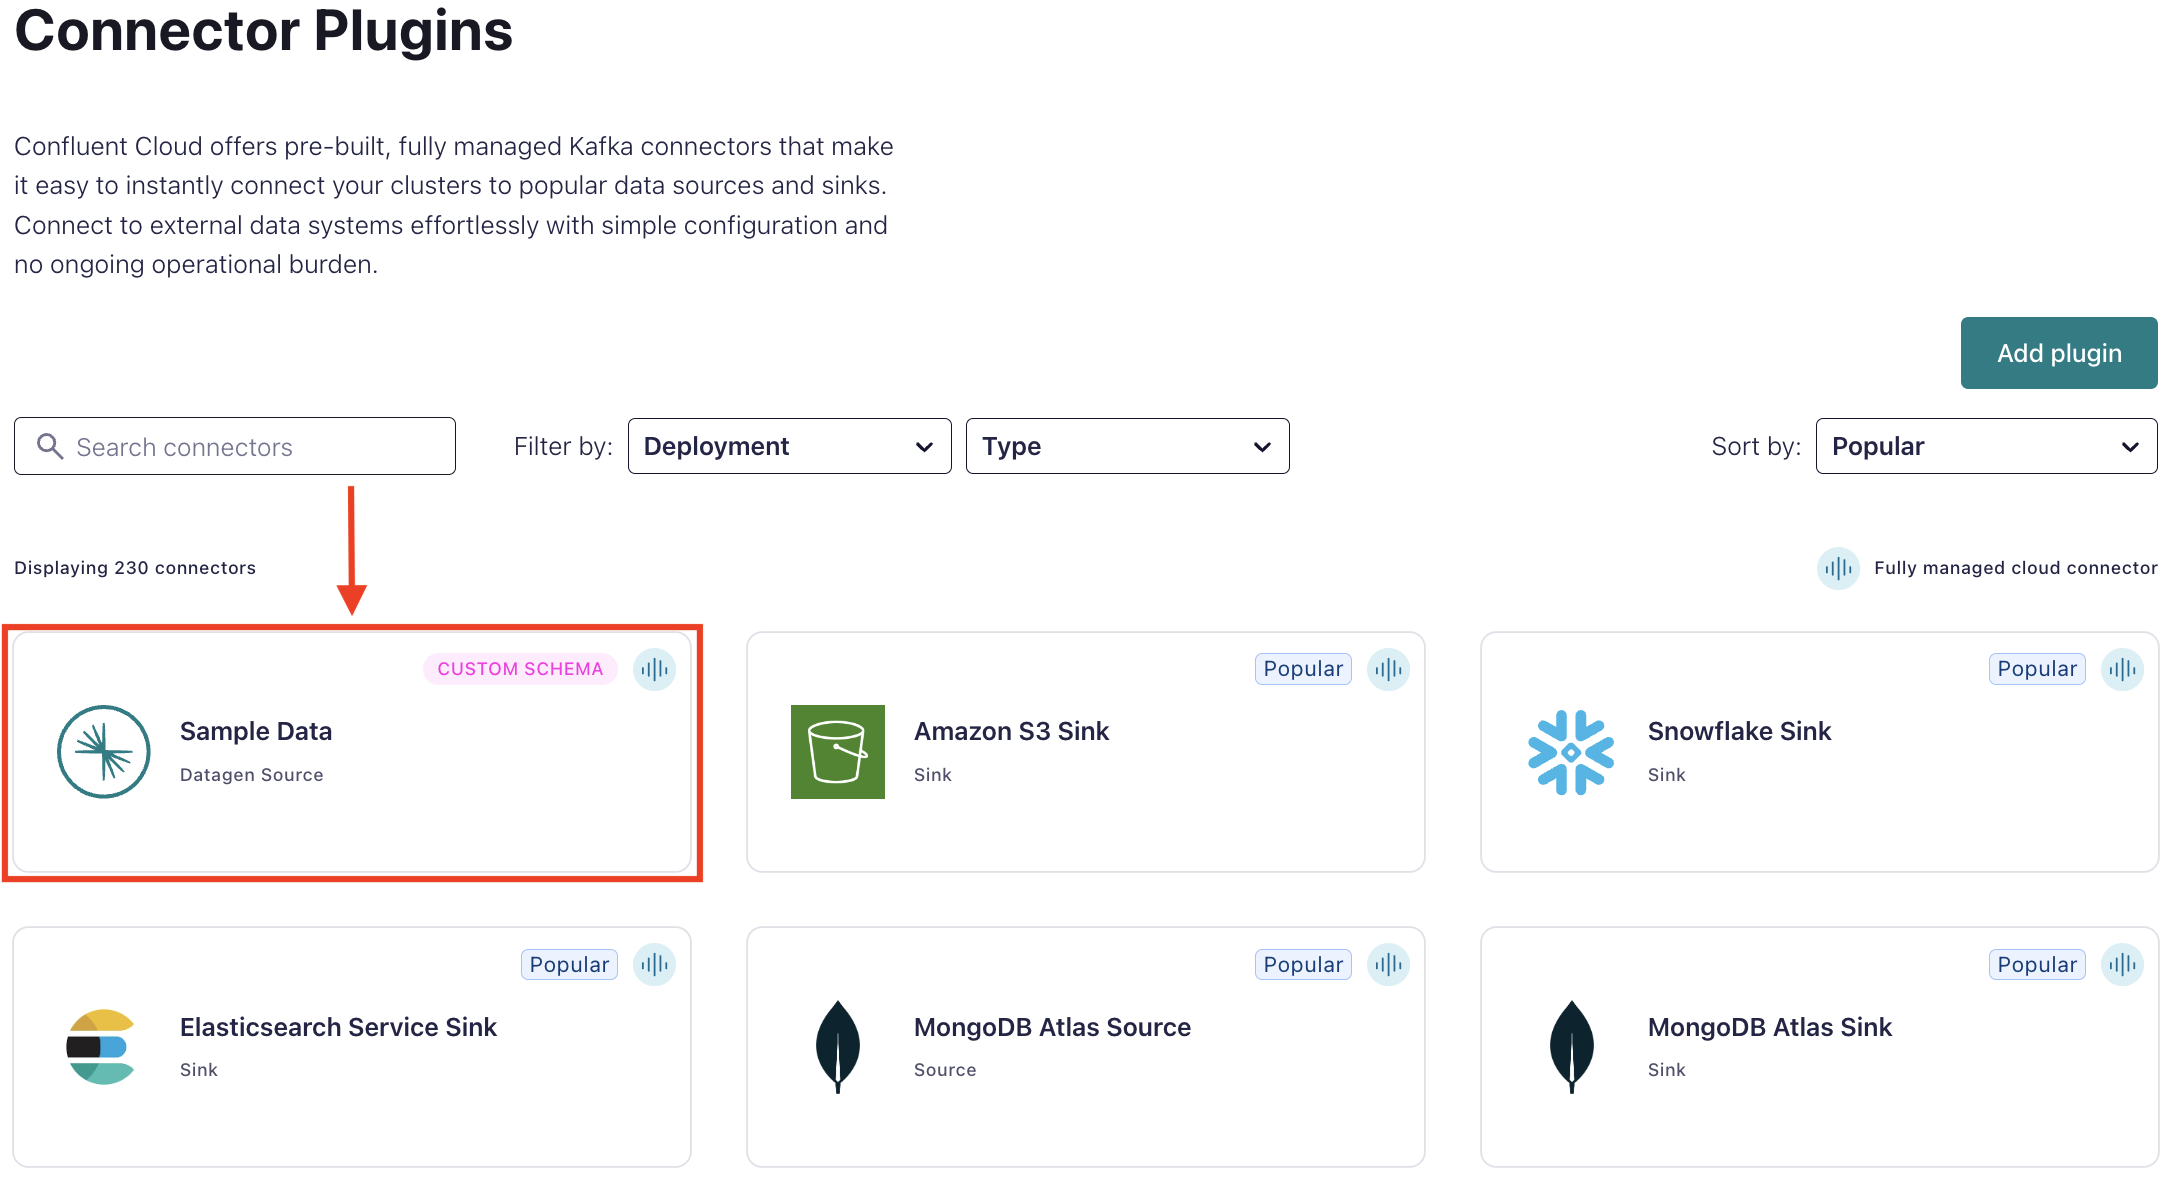 Connector Plugins
Confluent Cloud offers pre-built, fully managed Kafka connectors that make
it easy to instantly connect your clusters to popular data sources and sinks.
Connect to external data systems effortlessly with simple configuration and
no ongoing operational burden.
Add plugin
Search connectors
Filter by:
Deployment
Type
Sort by:
Popular
Displaying 230 connectors
Fully managed cloud connector
CUSTOM SCHEMA
Sample Data
Datagen Source
Popular
Amazon S3 Sink
Sink
Popular
Snowflake Sink
Sink
Popular
Elasticsearch Service Sink
Sink
Popular
MongoDB Atlas Source
Source
Popular
MongoDB Atlas Sink
Sink